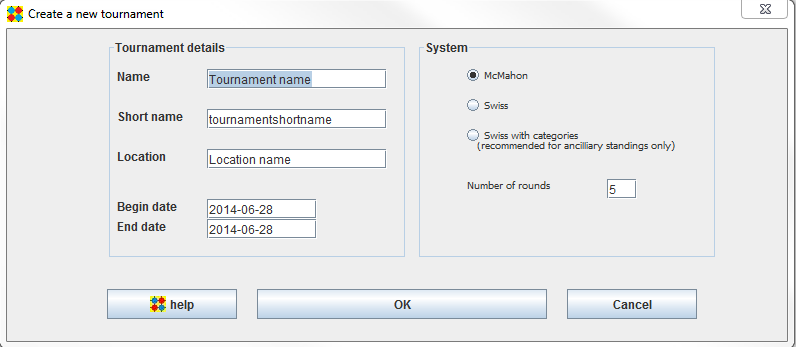 Create a new tournament
Tournament details
Name
Tournament name
Short name
tournamentshortname
Location
Location name
Begin date
2014-06-28
End date
2014-06-28
System
McMahon
Swiss
Swiss with categories
(recommended for ancilliary standings only)
Number of rounds
5
help
OK
Cancel